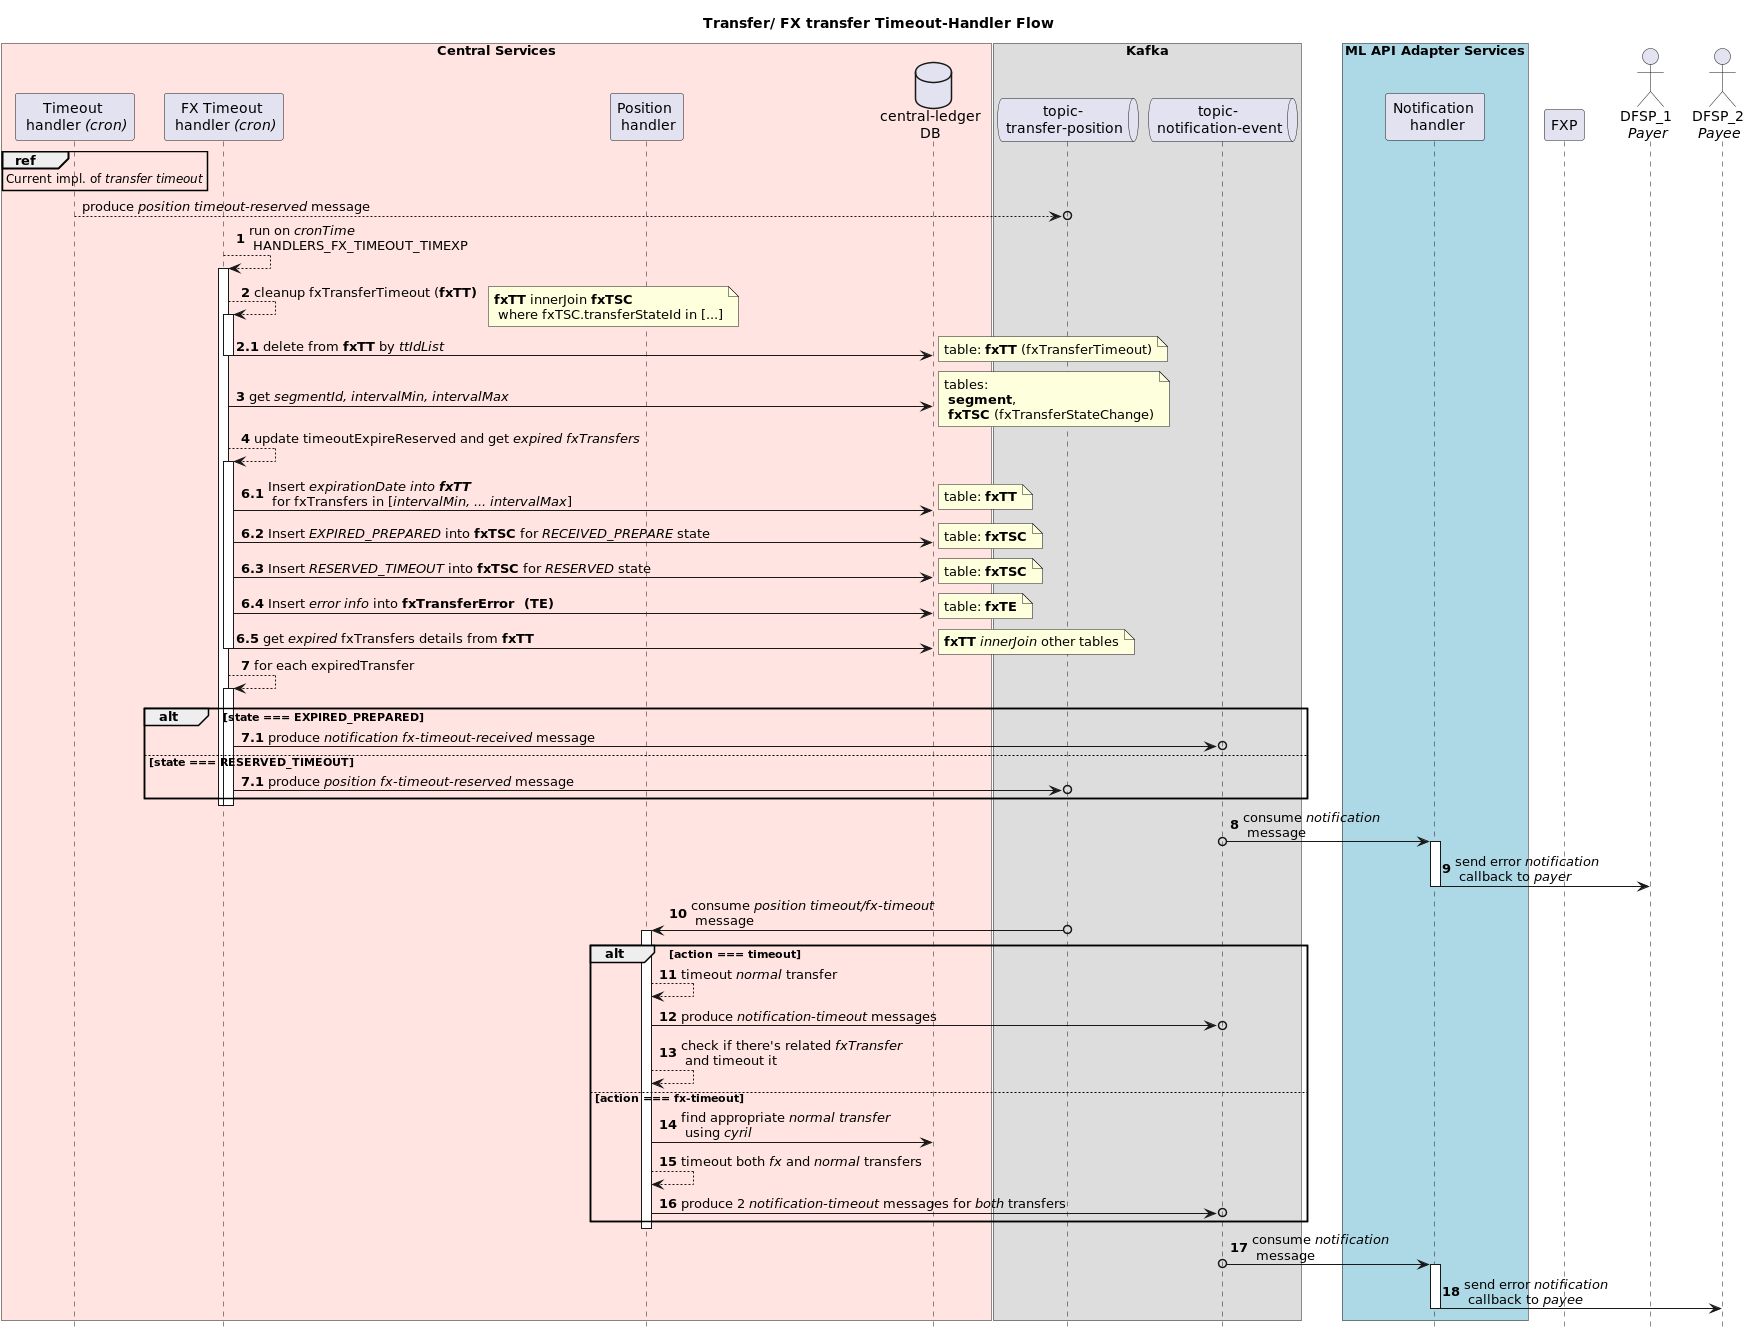 Transfer/ FX transfer Timeout-Handler Flow
Central Services
Kafka
ML API Adapter Services
Timeout
handler (cron)
FX Timeout
handler (cron)
Position
handler
central-ledger
DB
topic-
transfer-position
topic-
notification-event
Notification
handler
FXP
DFSP_1
Payer
DFSP_2
Payee
ref
Current impl. of transfer timeout
produce position timeout-reserved message
1 run on cronTime
HANDLERS_FX_TIMEOUT_TIMEXP
2 cleanup fxTransferTimeout (fxTT)
fxTT innerJoin fxTSC
where fxTSC.transferStateId in [...]
2.1 delete from fxTT by ttIdList
table: fxTT (fxTransferTimeout)
3 get segmentId, intervalMin, intervalMax
tables:
segment,
fxTSC (fxTransferStateChange)
4 update timeoutExpireReserved and get expired fxTransfers
6.1 Insert expirationDate into fxTT
for fxTransfers in [intervalMin, ... intervalMax]
table: fxTT
6.2 Insert EXPIRED_PREPARED into fxTSC for RECEIVED_PREPARE state
table: fxTSC
6.3 Insert RESERVED_TIMEOUT into fxTSC for RESERVED state
table: fxTSC
6.4 Insert error info into fxTransferError (TE)
table: fxTE
6.5 get expired fxTransfers details from fxTT
fxTT innerJoin other tables
7 for each expiredTransfer
alt [state === EXPIRED_PREPARED]
7.1 produce notification fx-timeout-received message
[state === RESERVED_TIMEOUT]
7.1 produce position fx-timeout-reserved message
8 consume notification
message
9 send error notification
callback to payer
10 consume position timeout/fx-timeout
message
alt [action === timeout]
11 timeout normal transfer
12 produce notification-timeout messages
13 check if there's related fxTransfer
and timeout it
[action === fx-timeout]
14 find appropriate normal transfer
using cyril
15 timeout both fx and normal transfers
16 produce 2 notification-timeout messages for both transfers
17 consume notification
message
18 send error notification
callback to payee